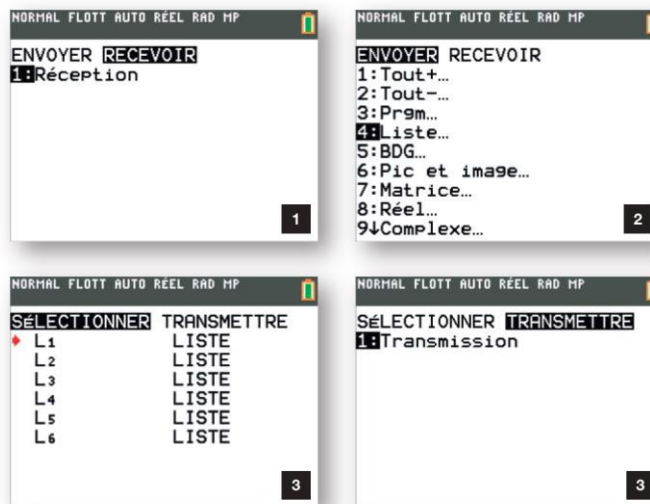 NORMAL FLOTT AUTO RÉEL RAD MP
ENVOYER RECEVOIR
1:Réception
1
NORMAL FLOTT AUTO RÉEL RAD MP
ENVOYER RECEVOIR
1:Tout+…
2:Tout-…
3:Prgm…
4:Liste…
5:BDG…
6:Pic et image…
7:Matrice…
8:Réel…
9↓Complexe…
2
NORMAL FLOTT AUTO RÉEL RAD MP
SéLECTIONNER TRANSMETTRE
L1 LISTE
L2 LISTE
L3 LISTE
L4 LISTE
L5 LISTE
L6 LISTE
3
NORMAL FLOTT AUTO RÉEL RAD MP
SéLECTIONNER TRANSMETTRE
1:Transmission
3